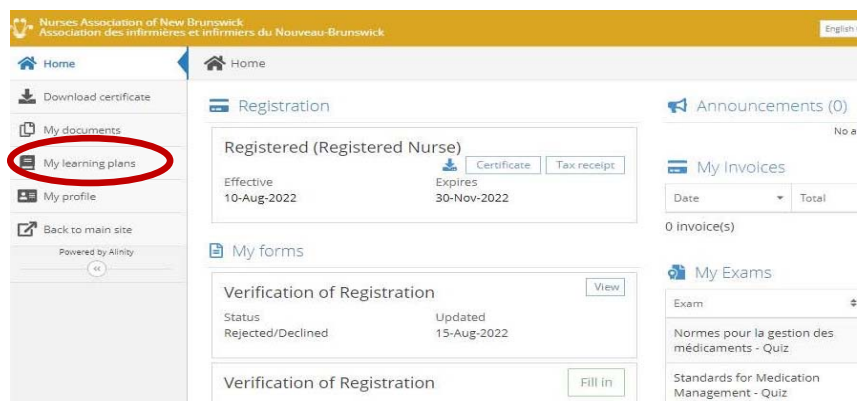 Nurses Association of New Brunswick
Association des infirmières et infirmiers du Nouveau-Brunswick
English
Home
Download certificate
My documents
My learning plans
My profile
Back to main site
Powered by Alinity
Home
Registration
Registered (Registered Nurse)
Certificate
Tax receipt
Effective
Expires
10-Aug-2022
30-Nov-2022
My forms
Verification of Registration
View
Status
Updated
Rejected/Declined
15-Aug-2022
Verification of Registration
Fill in
Announcements (0)
No a
My Invoices
Date
Total
0 invoice(s)
My Exams
Exam
Normes pour la gestion des
médicaments - Quiz
Standards for Medication
Management - Quiz